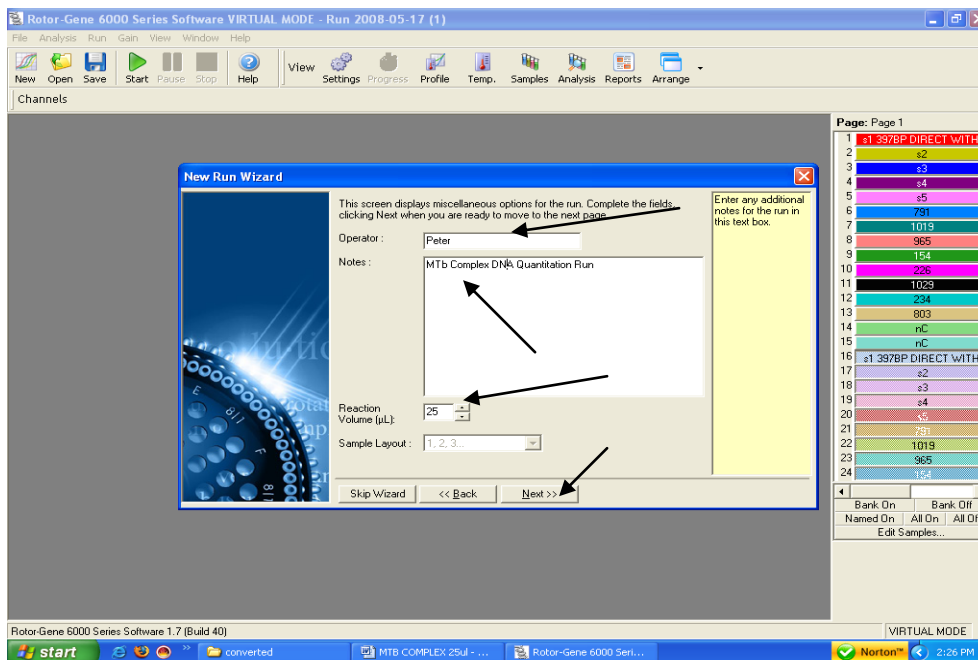 Rotor-Gene 6000 Series Software VIRTUAL MODE - Run 2008-05-17 (1)
File Analysis Run Gain View Window Help
New Open Save Start Pause Stop Help View Settings Progress Profile Temp. Samples Analysis Reports Arrange
Channels
Page: Page 1
1 s1 397BP DIRECT WITH
2 s2
3 s3
4 s4
5 s5
6 791
7 1019
8 965
9 154
10 226
11 1029
12 234
13 803
14 nC
15 nC
16 s1 397BP DIRECT WITH
17 s2
18 s3
19 s4
20 s5
21 791
22 1019
23 965
24 154
Bank On Bank Off
Named On All On All Of
Edit Samples...
New Run Wizard
This screen displays miscellaneous options for the run. Complete the fields,
clicking Next when you are ready to move to the next page.
Operator :
Peter
Notes :
MTb Complex DNA Quantitation Run
Reaction
Volume (µL):
25
Sample Layout :
1, 2, 3...
Skip Wizard << Back Next >>
Enter any additional
notes for the run in
this text box.
E
F
8
Rotor-Gene 6000 Series Software 1.7 (Build 40)
VIRTUAL MODE
start converted MTB COMPLEX 25ul - ... Rotor-Gene 6000 Seri... Norton™ 2:26 PM